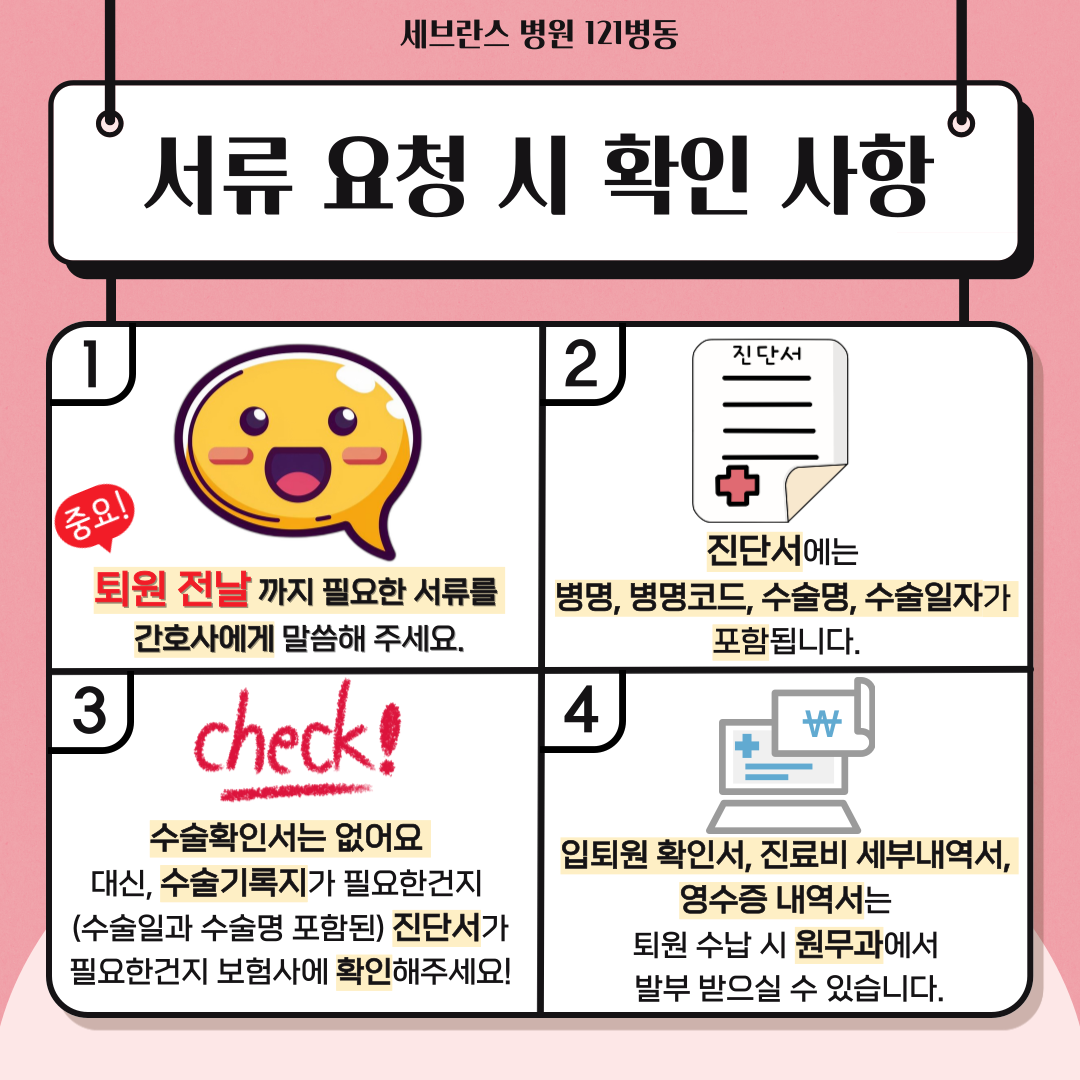 세브란스 병원 121병동
서류 요청 시 확인 사항
1
중요!
퇴원 전날 까지 필요한 서류를
간호사에게 말씀해 주세요.
2
진단서
진단서에는
병명, 병명코드, 수술명, 수술일자가
포함됩니다.
3
check!
수술확인서는 없어요
대신, 수술기록지가 필요한건지
(수술일과 수술명 포함된) 진단서가
필요한건지 보험사에 확인해주세요!
4
₩
입퇴원 확인서, 진료비 세부내역서,
영수증 내역서는
퇴원 수납 시 원무과에서
발부 받으실 수 있습니다.